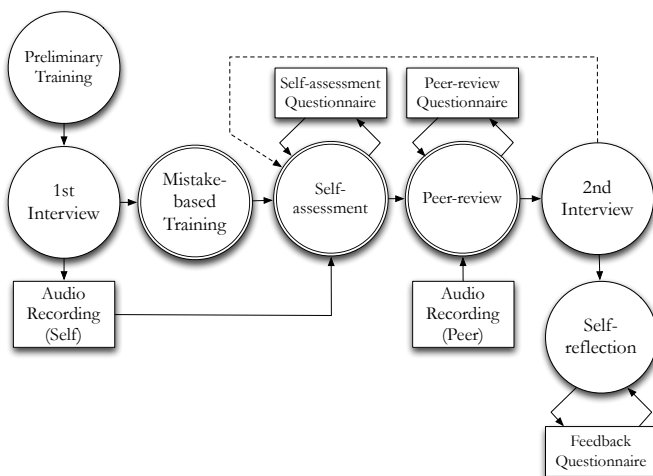 Preliminary
Training
Self-assessment
Questionnaire
Peer-review
Questionnaire
1st
Interview
Mistake-
based
Training
Self-
assessment
Peer-review
2nd
Interview
Audio
Recording
(Self)
Audio
Recording
(Peer)
Self-
reflection
Feedback
Questionnaire